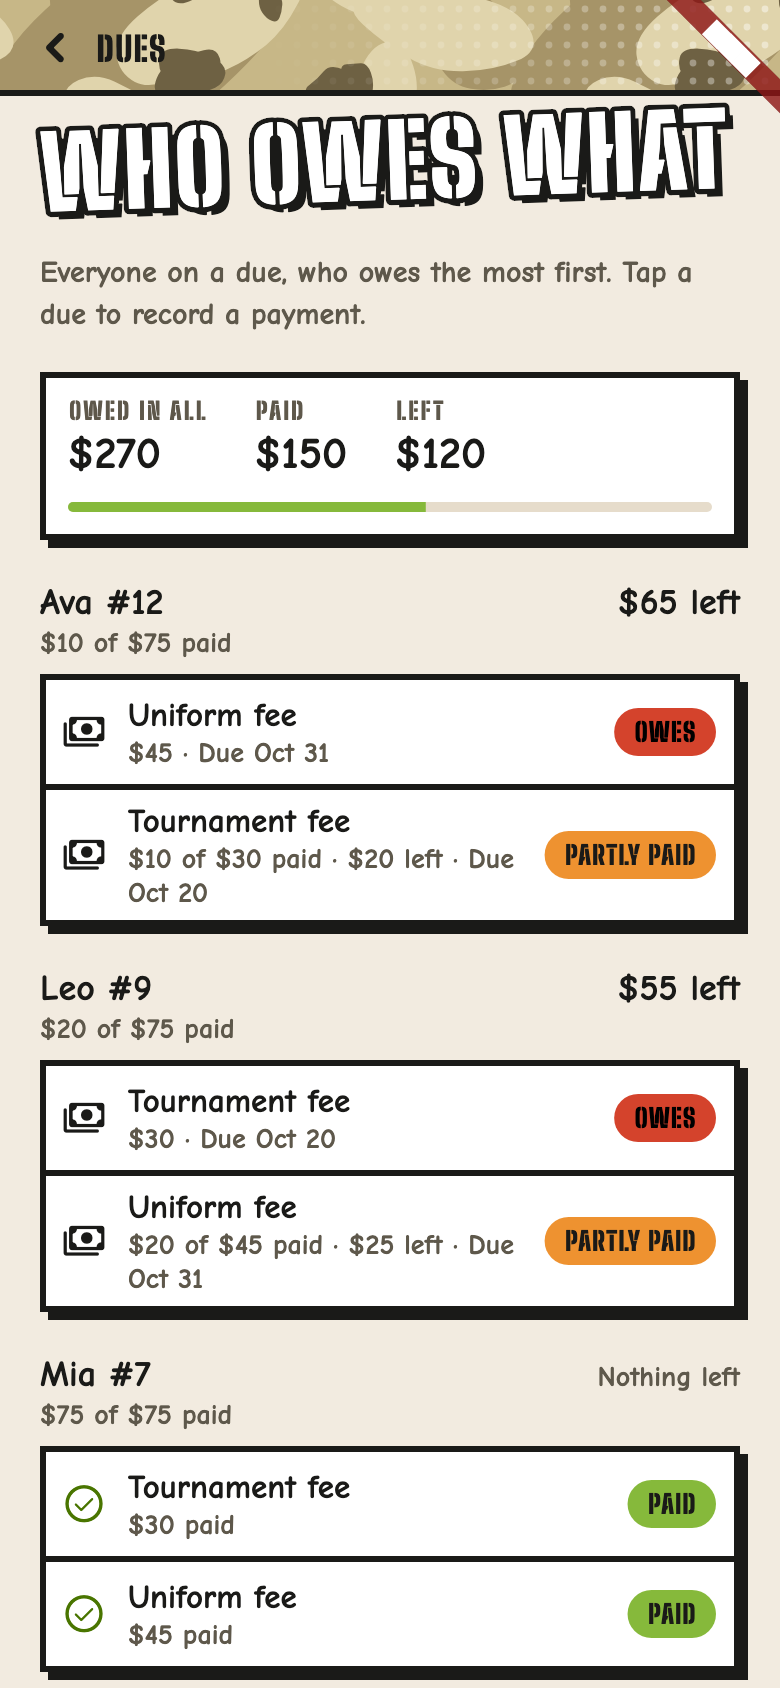 DUES
WHO OWES WHAT
Everyone on a due, who owes the most first. Tap a
due to record a payment.
OWED IN ALL PAID LEFT
$270 $150 $120
Ava #12 $65 left
$10 of $75 paid
Uniform fee
$45 · Due Oct 31
OWES
Tournament fee
$10 of $30 paid · $20 left · Due
Oct 20
PARTLY PAID
Leo #9 $55 left
$20 of $75 paid
Tournament fee
$30 · Due Oct 20
OWES
Uniform fee
$20 of $45 paid · $25 left · Due
Oct 31
PARTLY PAID
Mia #7 Nothing left
$75 of $75 paid
Tournament fee
$30 paid
PAID
Uniform fee
$45 paid
PAID